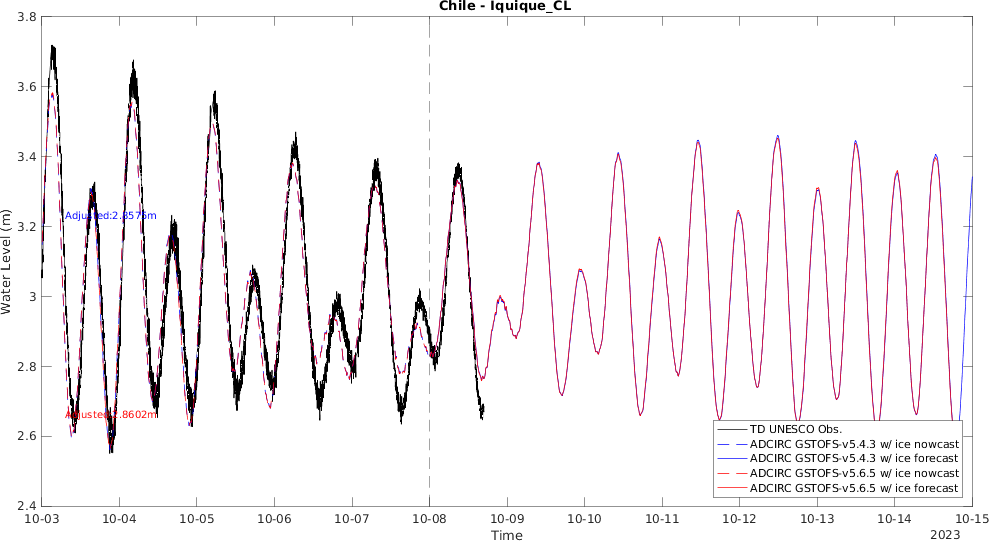 Chile - Iquique_CL
3.8
3.6
3.4
3.2
3
2.8
2.6
2.4
Water Level (m)
Adjusted:2.8575m
Adjusted:2.8602m
TD UNESCO Obs.
ADCIRC GSTOFS-v5.4.3 w/ ice nowcast
ADCIRC GSTOFS-v5.4.3 w/ ice forecast
ADCIRC GSTOFS-v5.6.5 w/ ice nowcast
ADCIRC GSTOFS-v5.6.5 w/ ice forecast
10-03 10-04 10-05 10-06 10-07 10-08 10-09 10-10 10-11 10-12 10-13 10-14 10-15
Time
2023